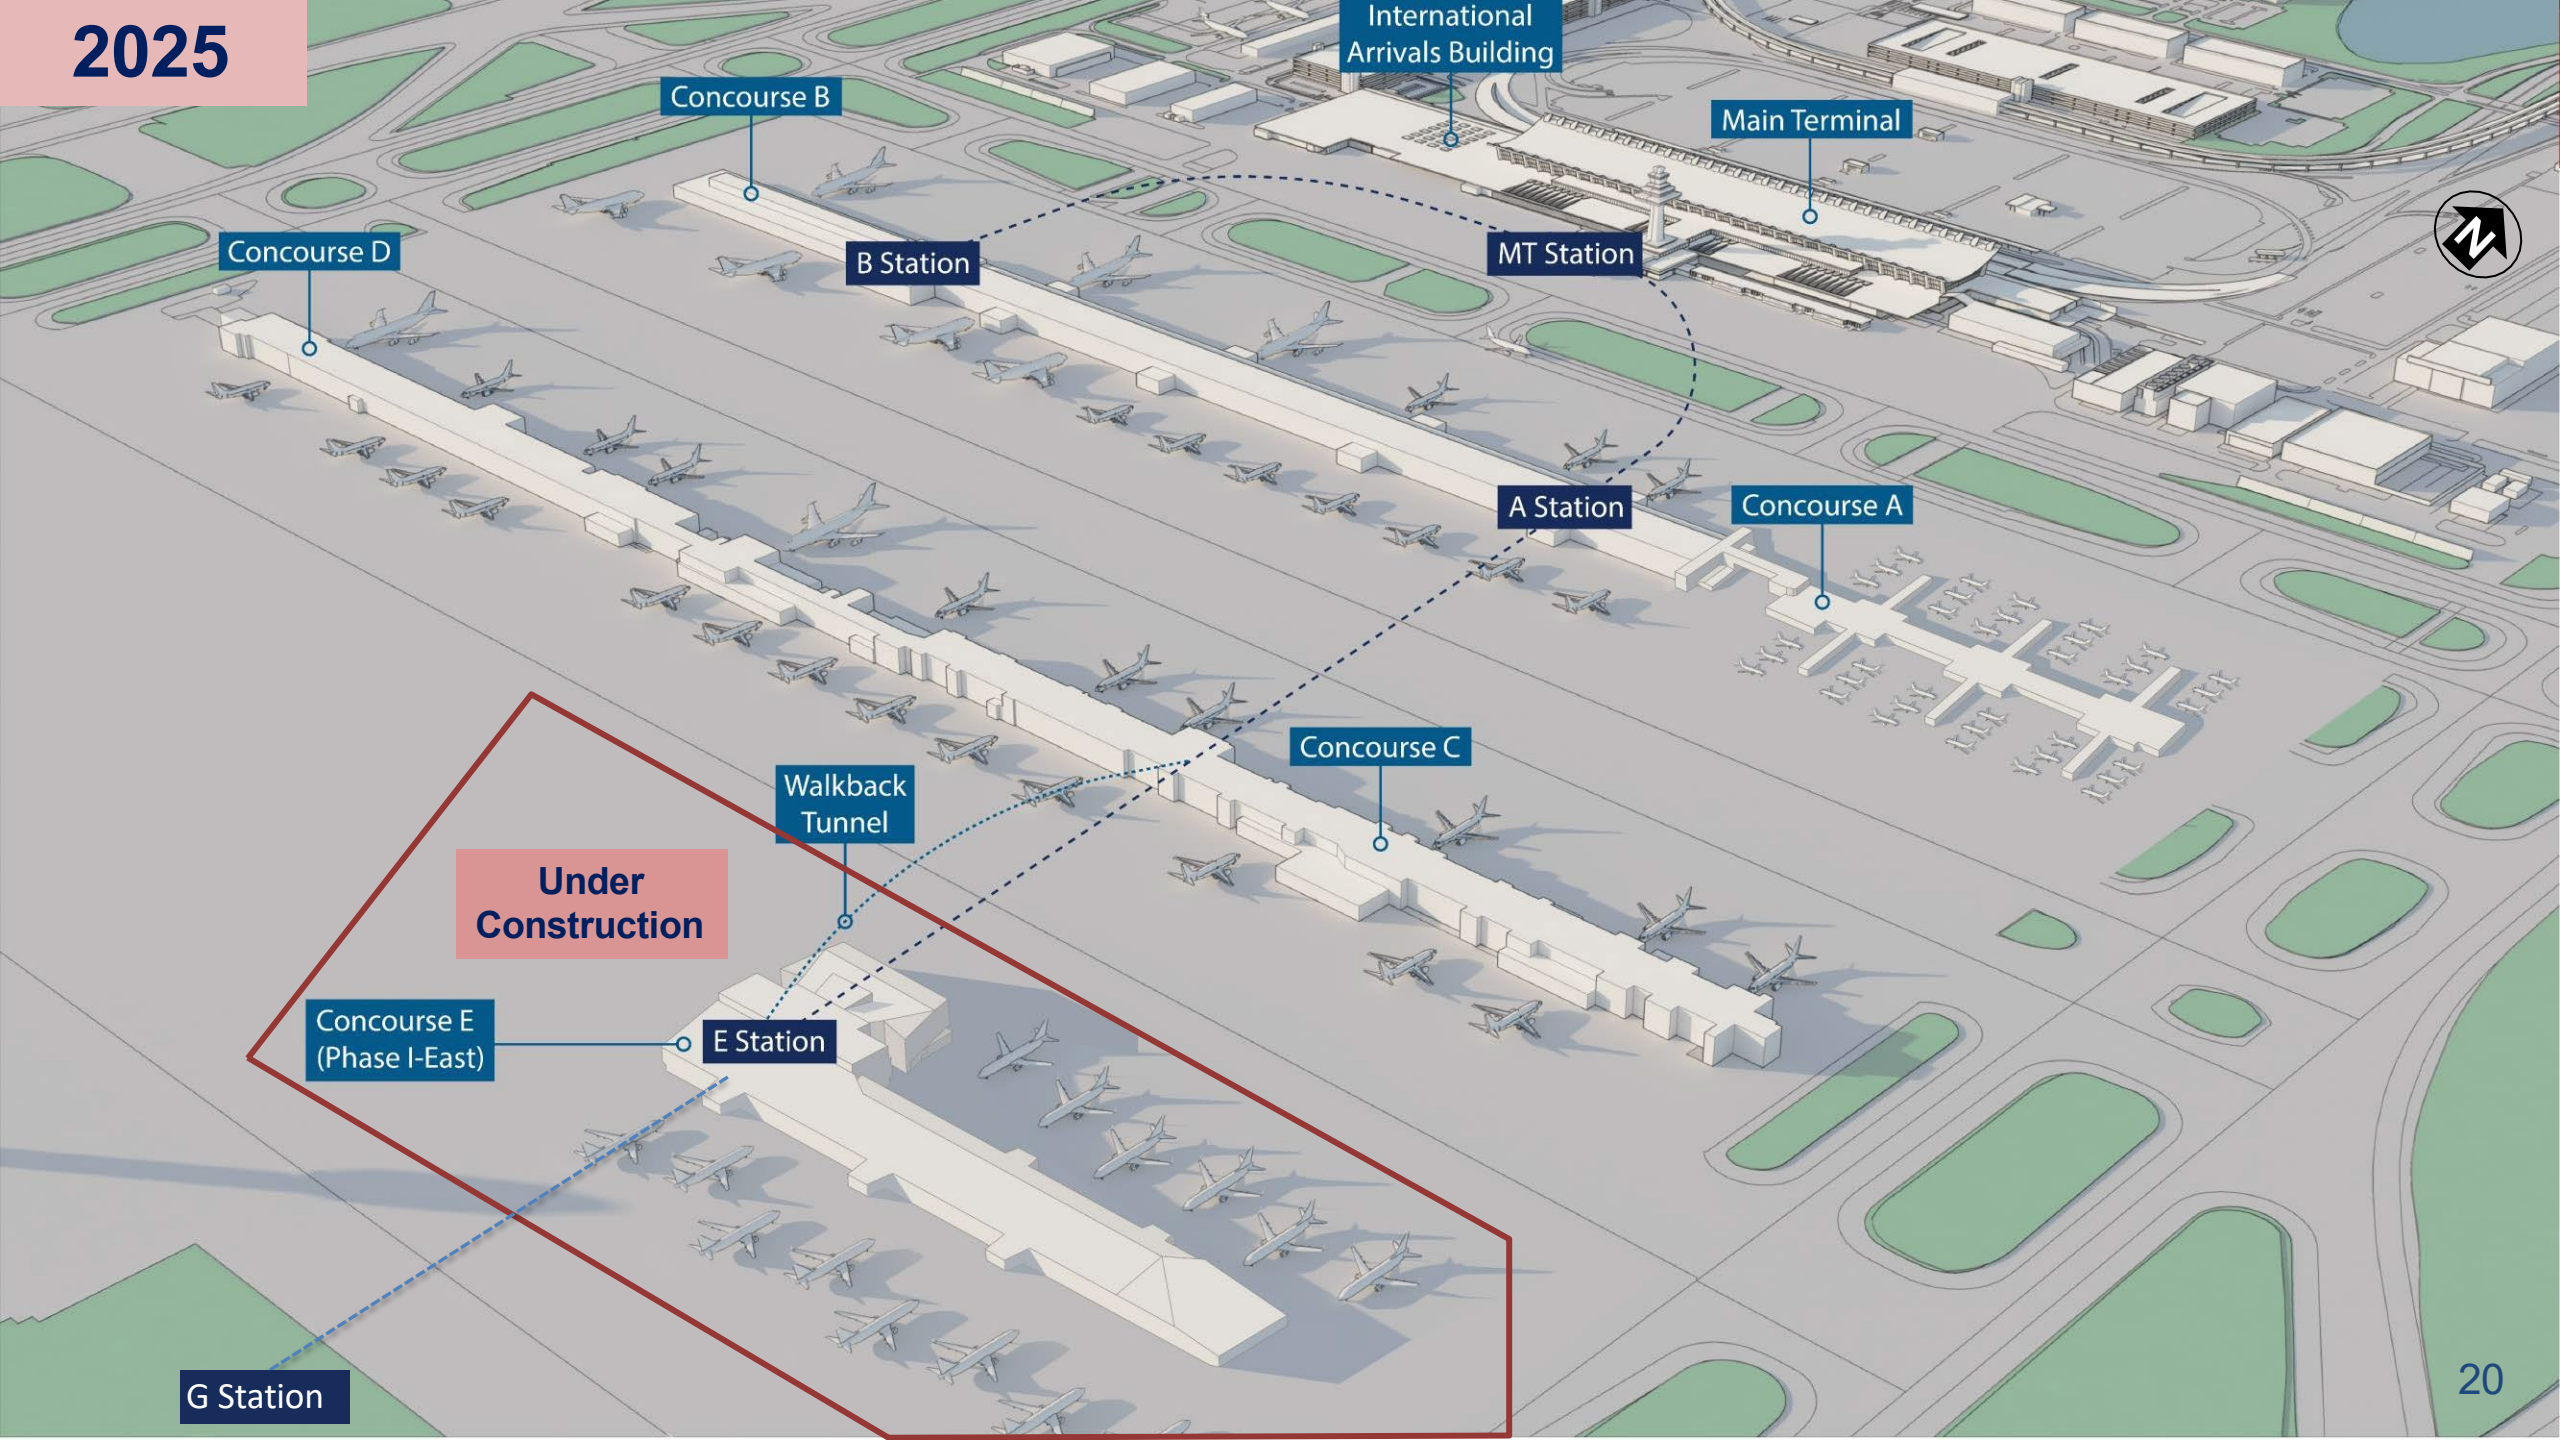 2025
International
Arrivals Building
Concourse B
Main Terminal
Concourse D
B Station
MT Station
N
A Station
Concourse A
Concourse C
Walkback
Tunnel
Under
Construction
Concourse E
(Phase I-East)
E Station
G Station
20